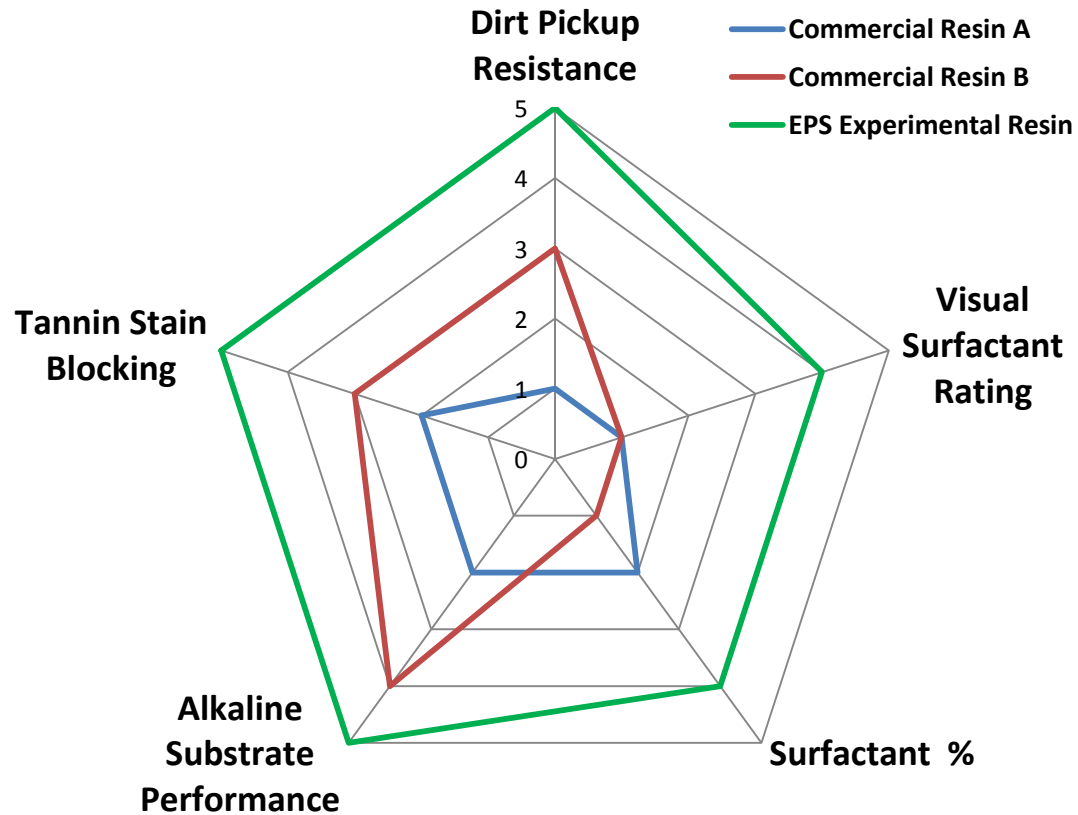 Dirt Pickup
Resistance
Commercial Resin A
Commercial Resin B
EPS Experimental Resin
5
4
3
2
1
0
Visual
Surfactant
Rating
Tannin Stain
Blocking
Alkaline
Substrate
Performance
Surfactant %